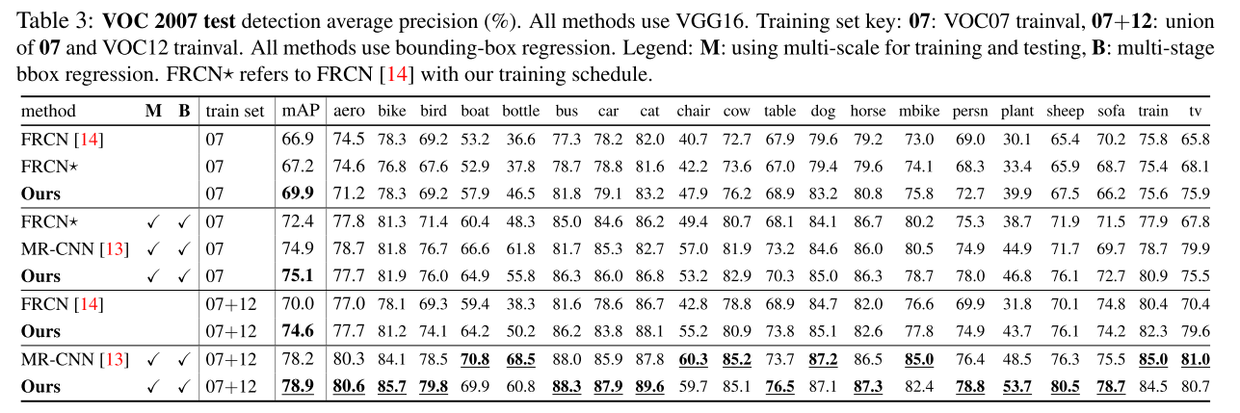 Table 3: VOC 2007 test detection average precision (%). All methods use VGG16. Training set key: 07: VOC07 trainval, 07+12: union
of 07 and VOC12 trainval. All methods use bounding-box regression. Legend: M: using multi-scale for training and testing, B: multi-stage
bbox regression. FRCN⋆ refers to FRCN [14] with our training schedule.
method M B train set mAP aero bike bird boat bottle bus car cat chair cow table dog horse mbike persn plant sheep sofa train tv
FRCN [14] 07 66.9 74.5 78.3 69.2 53.2 36.6 77.3 78.2 82.0 40.7 72.7 67.9 79.6 79.2 73.0 69.0 30.1 65.4 70.2 75.8 65.8
FRCN⋆ 07 67.2 74.6 76.8 67.6 52.9 37.8 78.7 78.8 81.6 42.2 73.6 67.0 79.4 79.6 74.1 68.3 33.4 65.9 68.7 75.4 68.1
Ours 07 69.9 71.2 78.3 69.2 57.9 46.5 81.8 79.1 83.2 47.9 76.2 68.9 83.2 80.8 75.8 72.7 39.9 67.5 66.2 75.6 75.9
FRCN⋆ ✓ ✓ 07 72.4 77.8 81.3 71.4 60.4 48.3 85.0 84.6 86.2 49.4 80.7 68.1 84.1 86.7 80.2 75.3 38.7 71.9 71.5 77.9 67.8
MR-CNN [13] ✓ ✓ 07 74.9 78.7 81.8 76.7 66.6 61.8 81.7 85.3 82.7 57.0 81.9 73.2 84.6 86.0 80.5 74.9 44.9 71.7 69.7 78.7 79.9
Ours ✓ ✓ 07 75.1 77.7 81.9 76.0 64.9 55.8 86.3 86.0 86.8 53.2 82.9 70.3 85.0 86.3 78.7 78.0 46.8 76.1 72.7 80.9 75.5
FRCN [14] 07+12 70.0 77.0 78.1 69.3 59.4 38.3 81.6 78.6 86.7 42.8 78.8 68.9 84.7 82.0 76.6 69.9 31.8 70.1 74.8 80.4 70.4
Ours 07+12 74.6 77.7 81.2 74.1 64.2 50.2 86.2 83.8 88.1 55.2 80.9 73.8 85.1 82.6 77.8 74.9 43.7 76.1 74.2 82.3 79.6
MR-CNN [13] ✓ ✓ 07+12 78.2 80.3 84.1 78.5 70.8 68.5 88.0 85.9 87.8 60.3 85.2 73.7 87.2 86.5 85.0 76.4 48.5 76.3 75.5 85.0 81.0
Ours ✓ ✓ 07+12 78.9 80.6 85.7 79.8 69.9 60.8 88.3 87.9 89.6 59.7 85.1 76.5 87.1 87.3 82.4 78.8 53.7 80.5 78.7 84.5 80.7